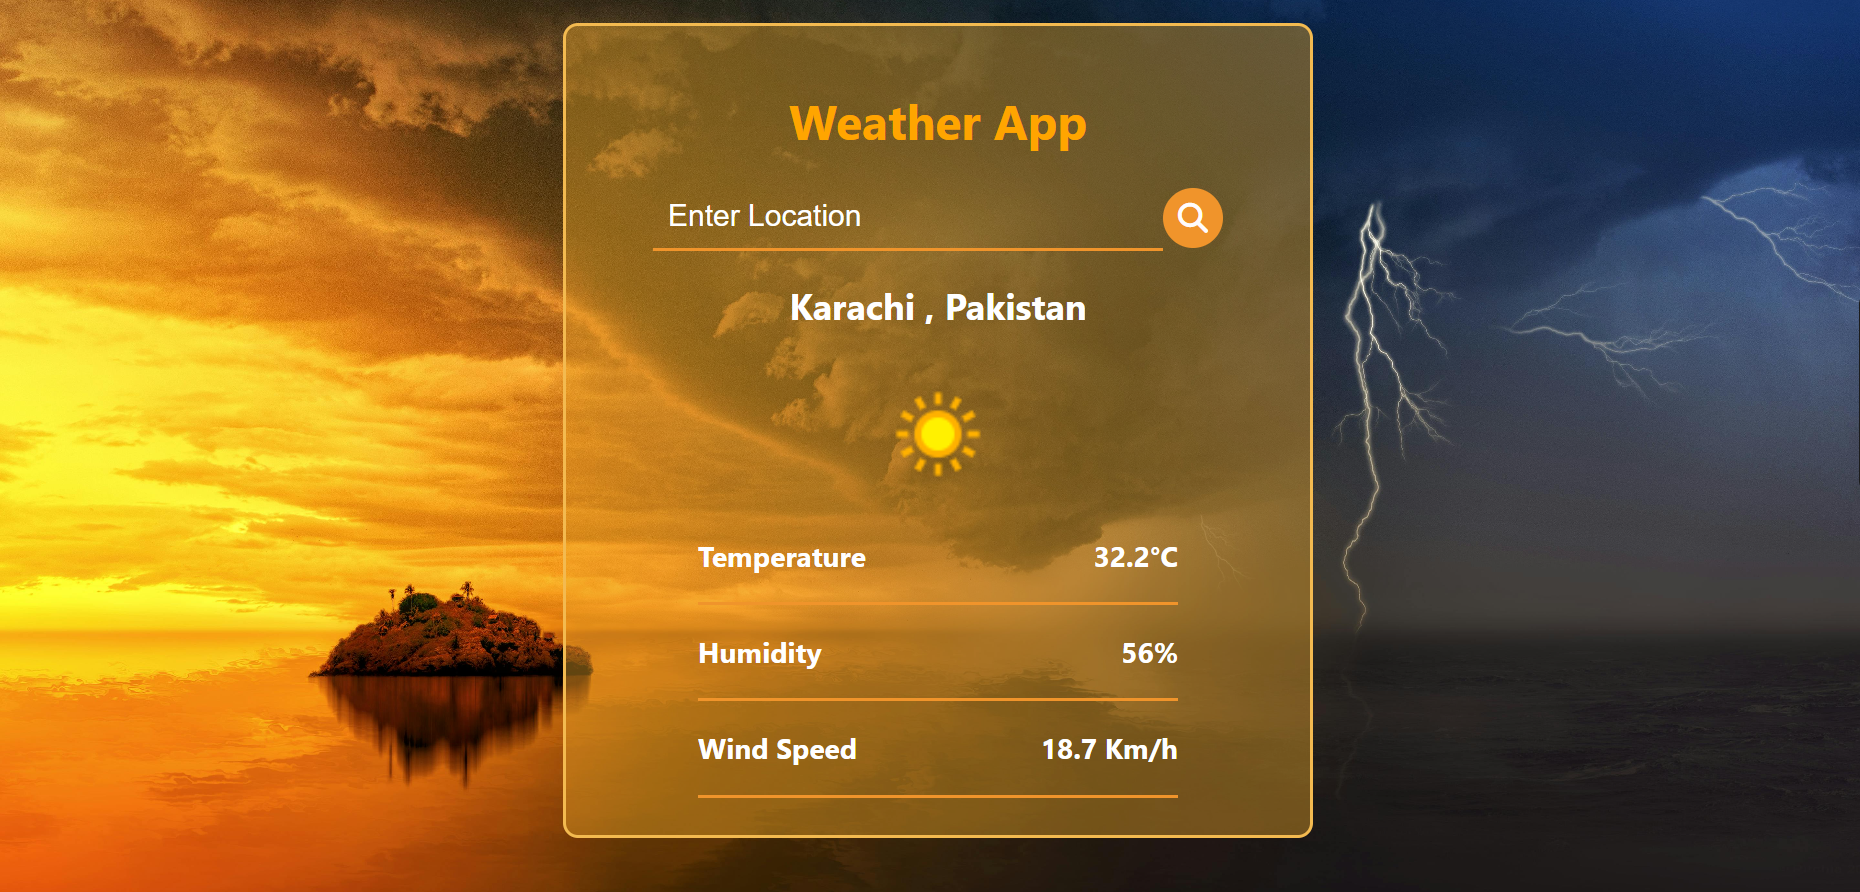 Weather App
Enter Location
Karachi , Pakistan
Temperature 32.2°C
Humidity 56%
Wind Speed 18.7 Km/h